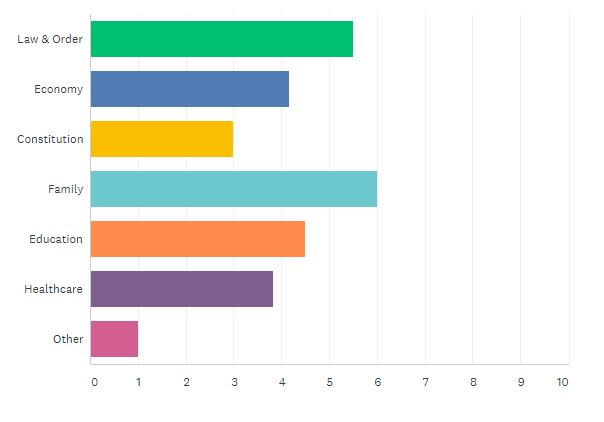 Law & Order
Economy
Constitution
Family
Education
Healthcare
Other
0 1 2 3 4 5 6 7 8 9 10